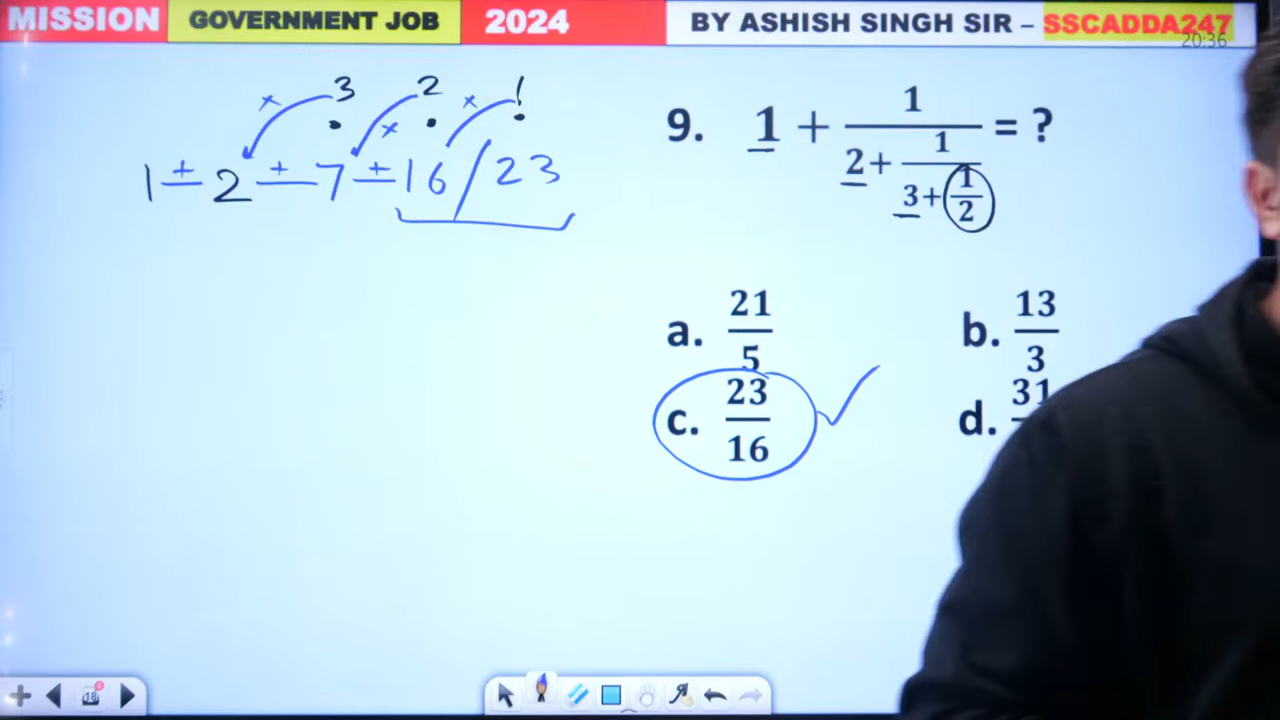 MISSION GOVERNMENT JOB 2024 BY ASHISH SINGH SIR – SSCADDA247
20:36
3 2 1
× × ×
1 + 2 + 7 + 16/23
9. 1 + 1/(2 + 1/(3 + 1/2)) = ?
a. 21/5
b. 13/3
c. 23/16 ✓
d. 31
18